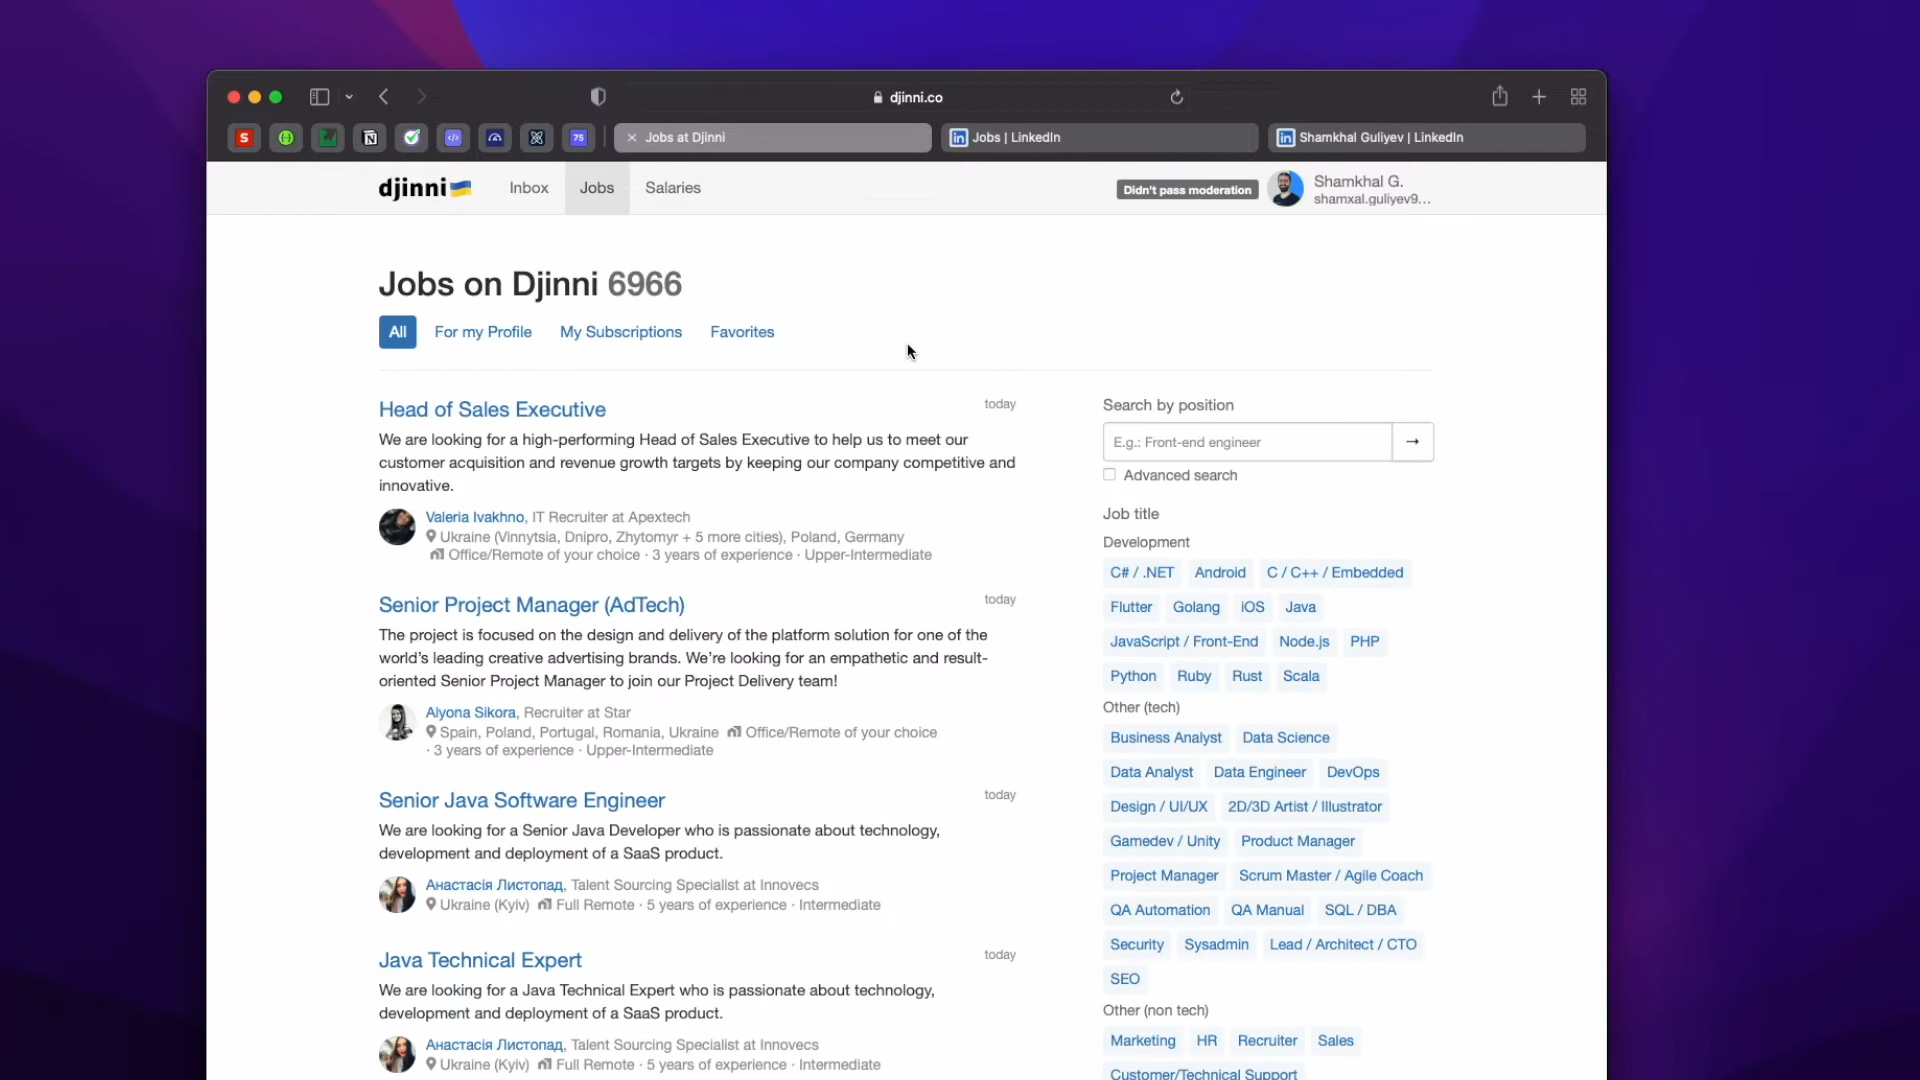 djinni.co
S
75
Jobs at Djinni
in Jobs | LinkedIn
in Shamkhal Guliyev | LinkedIn
djinni
Inbox
Jobs
Salaries
Didn't pass moderation
Shamkhal G.
shamxal.guliyev9...
Jobs on Djinni 6966
All
For my Profile
My Subscriptions
Favorites
Head of Sales Executive
today
We are looking for a high-performing Head of Sales Executive to help us to meet our
customer acquisition and revenue growth targets by keeping our company competitive and
innovative.
Valeria Ivakhno, IT Recruiter at Apextech
Ukraine (Vinnytsia, Dnipro, Zhytomyr + 5 more cities), Poland, Germany
Office/Remote of your choice · 3 years of experience · Upper-Intermediate
Senior Project Manager (AdTech)
today
The project is focused on the design and delivery of the platform solution for one of the
world's leading creative advertising brands. We're looking for an empathetic and result-
oriented Senior Project Manager to join our Project Delivery team!
Alyona Sikora, Recruiter at Star
Spain, Poland, Portugal, Romania, Ukraine Office/Remote of your choice
· 3 years of experience · Upper-Intermediate
Senior Java Software Engineer
today
We are looking for a Senior Java Developer who is passionate about technology,
development and deployment of a SaaS product.
Анастасія Листопад, Talent Sourcing Specialist at Innovecs
Ukraine (Kyiv) Full Remote · 5 years of experience · Intermediate
Java Technical Expert
today
We are looking for a Java Technical Expert who is passionate about technology,
development and deployment of a SaaS product.
Анастасія Листопад, Talent Sourcing Specialist at Innovecs
Ukraine (Kyiv) Full Remote · 5 years of experience · Intermediate
Search by position
E.g.: Front-end engineer →
Advanced search
Job title
Development
C# / .NET Android C / C++ / Embedded
Flutter Golang iOS Java
JavaScript / Front-End Node.js PHP
Python Ruby Rust Scala
Other (tech)
Business Analyst Data Science
Data Analyst Data Engineer DevOps
Design / UI/UX 2D/3D Artist / Illustrator
Gamedev / Unity Product Manager
Project Manager Scrum Master / Agile Coach
QA Automation QA Manual SQL / DBA
Security Sysadmin Lead / Architect / CTO
SEO
Other (non tech)
Marketing HR Recruiter Sales
Customer/Technical Support